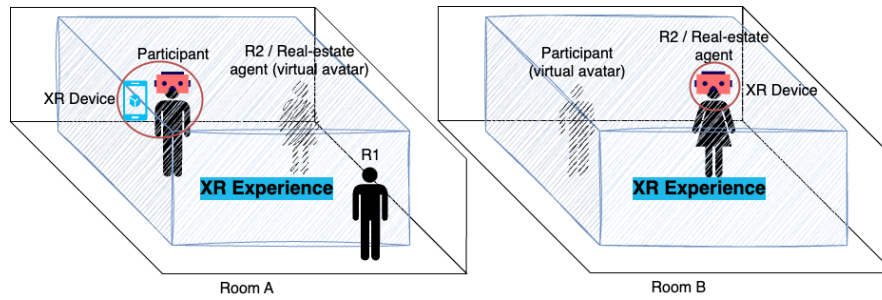 Participant
R2 / Real-estate
agent (virtual avatar)
XR Device
R1
XR Experience
Room A
R2 / Real-estate
agent
Participant
(virtual avatar)
XR Device
XR Experience
Room B